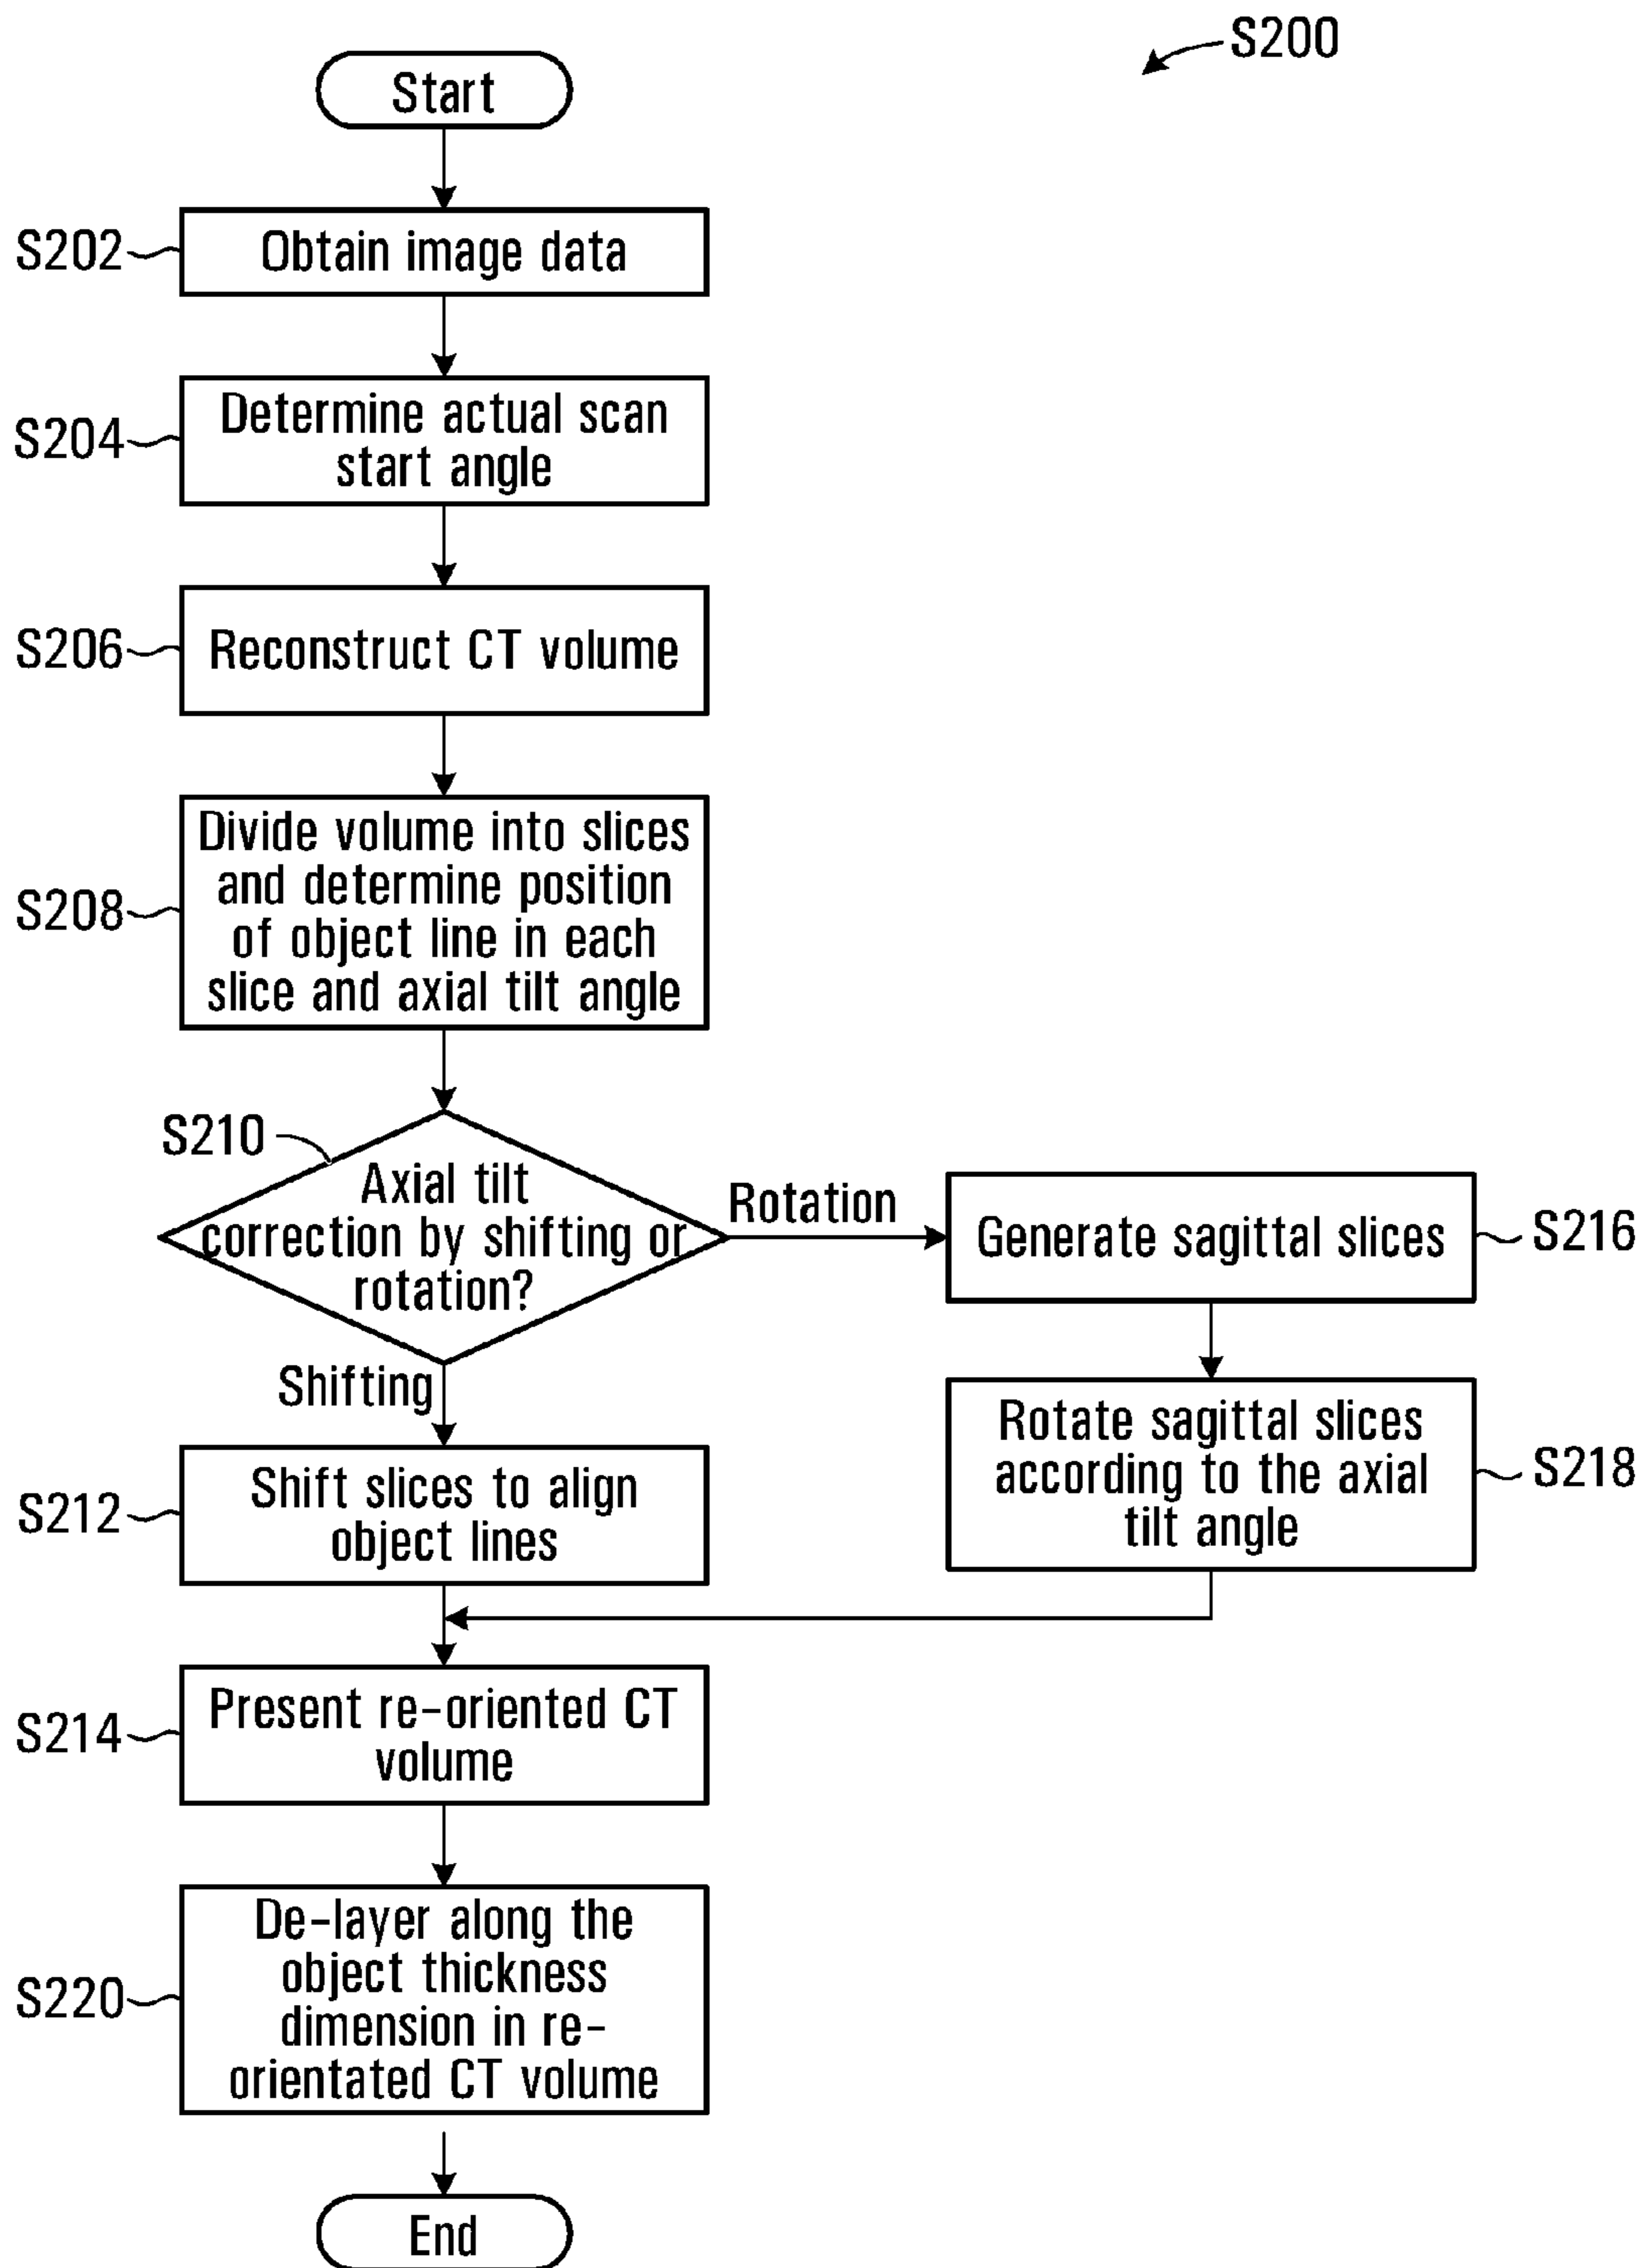 S200
Start
S202
Obtain image data
S204
Determine actual scan
start angle
S206
Reconstruct CT volume
S208
Divide volume into slices
and determine position
of object line in each
slice and axial tilt angle
S210
Axial tilt
correction by shifting or
rotation?
Rotation
Generate sagittal slices
S216
Shifting
Rotate sagittal slices
according to the axial
tilt angle
S218
S212
Shift slices to align
object lines
S214
Present re-oriented CT
volume
S220
De-layer along the
object thickness
dimension in re-
orientated CT volume
End